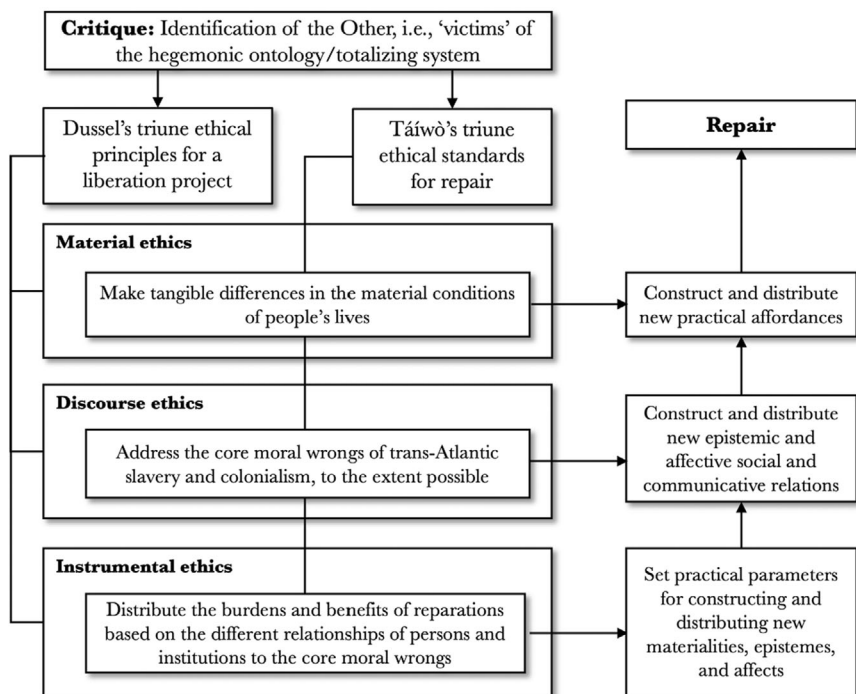 Critique: Identification of the Other, i.e., ‘victims’ of
the hegemonic ontology/totalizing system
Dussel’s triune ethical
principles for a
liberation project
Táíwò’s triune
ethical standards
for repair
Repair
Material ethics
Make tangible differences in the material conditions
of people’s lives
Construct and distribute
new practical affordances
Discourse ethics
Address the core moral wrongs of trans-Atlantic
slavery and colonialism, to the extent possible
Construct and distribute
new epistemic and
affective social and
communicative relations
Instrumental ethics
Distribute the burdens and benefits of reparations
based on the different relationships of persons and
institutions to the core moral wrongs
Set practical parameters
for constructing and
distributing new
materialities, epistemes,
and affects